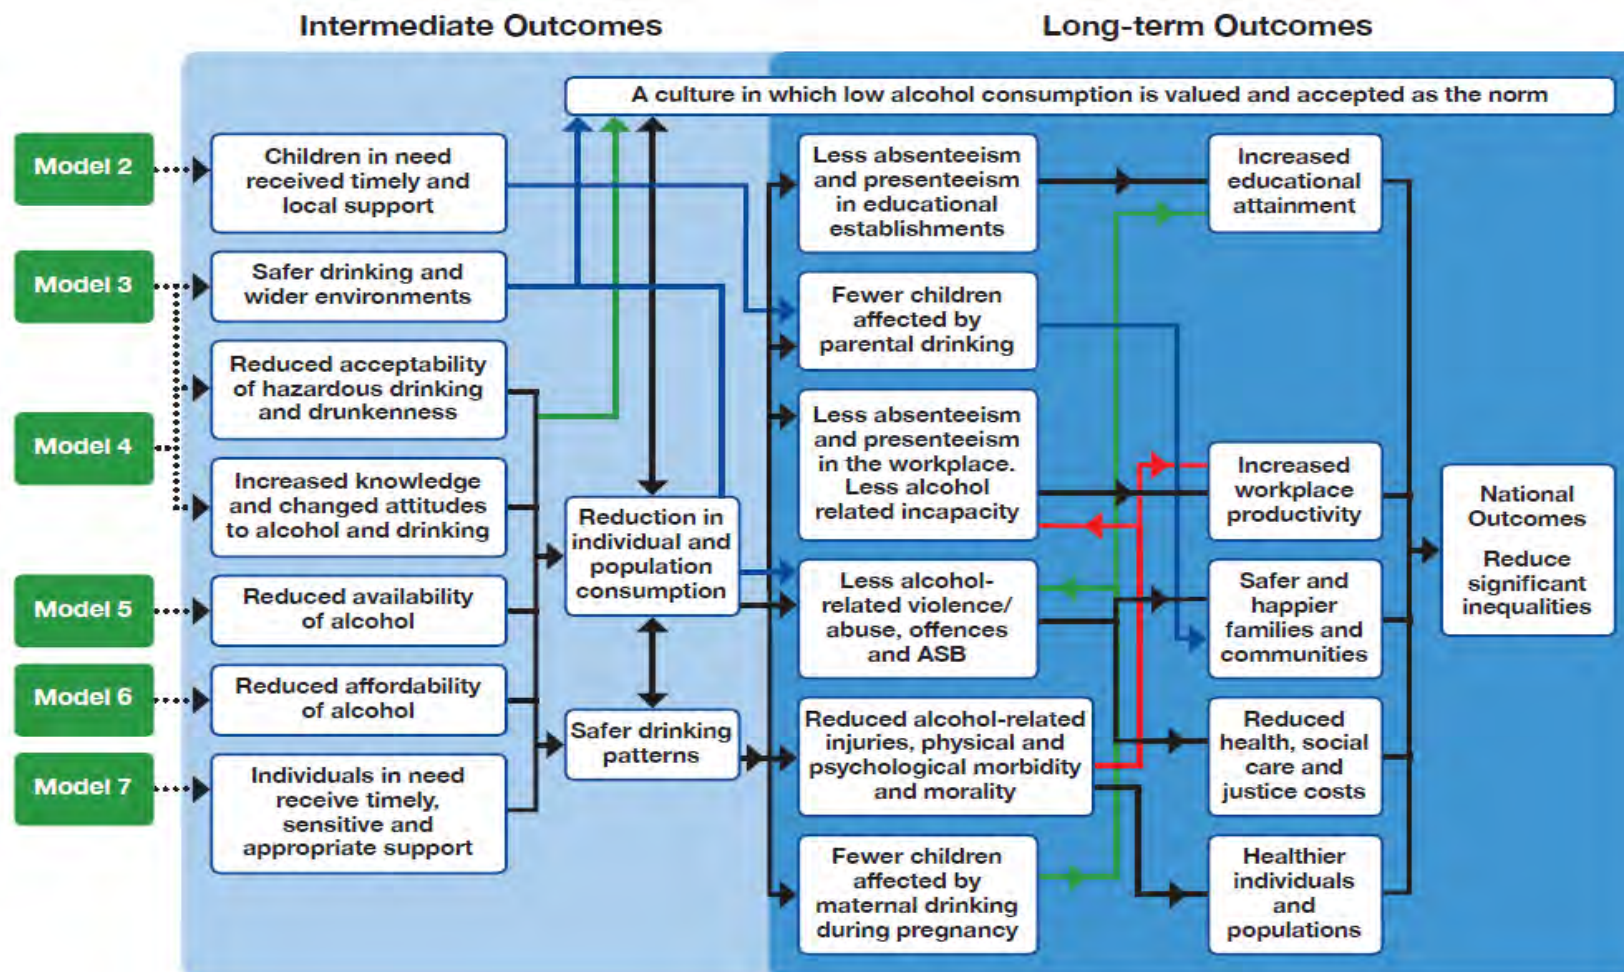 Intermediate Outcomes
Long-term Outcomes
A culture in which low alcohol consumption is valued and accepted as the norm
Model 2
Model 3
Model 4
Model 5
Model 6
Model 7
Children in need
received timely and
local support
Safer drinking and
wider environments
Reduced acceptability
of hazardous drinking
and drunkenness
Increased knowledge
and changed attitudes
to alcohol and drinking
Reduced availability
of alcohol
Reduced affordability
of alcohol
Individuals in need
receive timely,
sensitive and
appropriate support
Reduction in
individual and
population
consumption
Safer drinking
patterns
Less absenteeism
and presenteeism
in educational
establishments
Fewer children
affected by
parental drinking
Less absenteeism
and presenteeism
in the workplace.
Less alcohol
related incapacity
Less alcohol-
related violence/
abuse, offences
and ASB
Reduced alcohol-related
injuries, physical and
psychological morbidity
and morality
Fewer children
affected by
maternal drinking
during pregnancy
Increased
educational
attainment
Increased
workplace
productivity
Safer and
happier
families and
communities
Reduced
health, social
care and
justice costs
Healthier
individuals
and
populations
National
Outcomes
Reduce
significant
inequalities